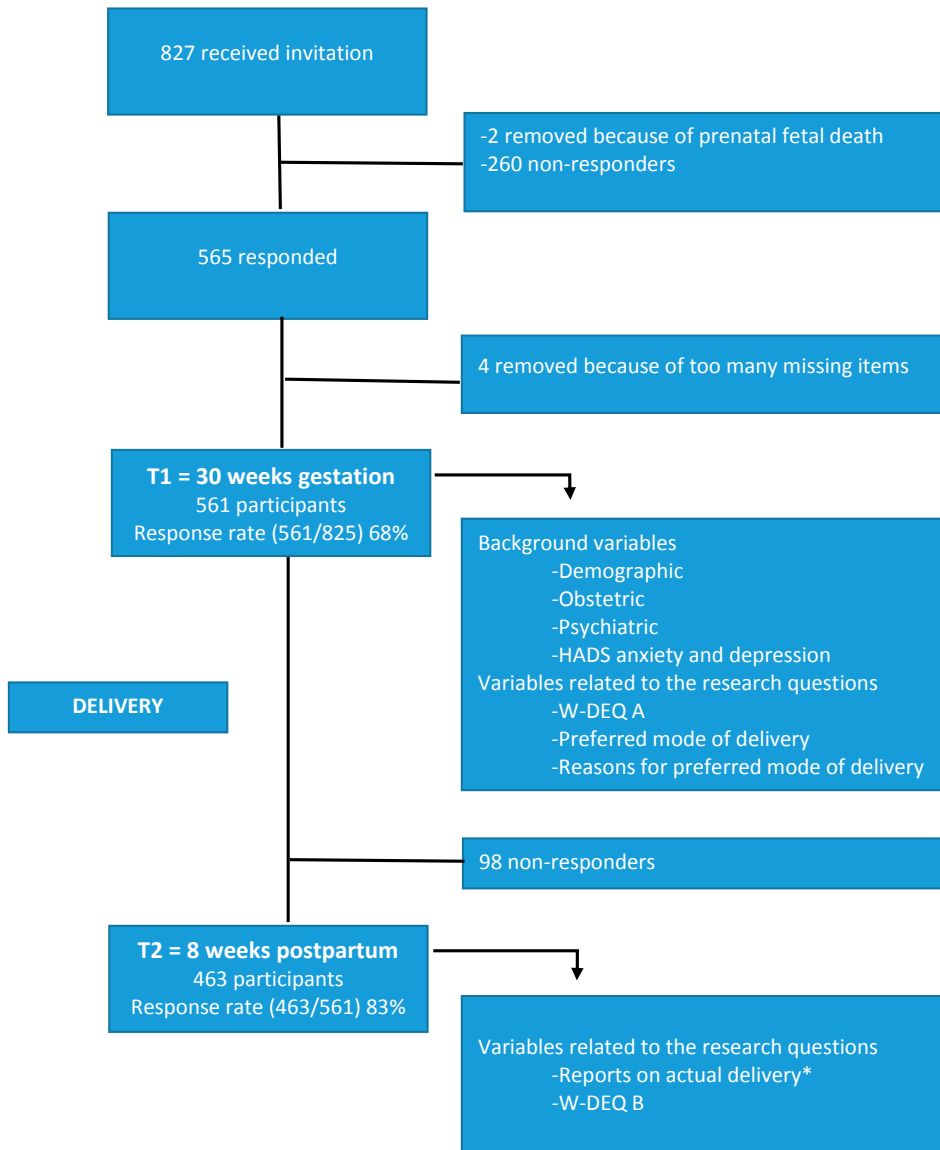 827 received invitation
-2 removed because of prenatal fetal death
-260 non-responders
565 responded
4 removed because of too many missing items
T1 = 30 weeks gestation
561 participants
Response rate (561/825) 68%
Background variables
-Demographic
-Obstetric
-Psychiatric
-HADS anxiety and depression
Variables related to the research questions
-W-DEQ A
-Preferred mode of delivery
-Reasons for preferred mode of delivery
DELIVERY
98 non-responders
T2 = 8 weeks postpartum
463 participants
Response rate (463/561) 83%
Variables related to the research questions
-Reports on actual delivery*
-W-DEQ B